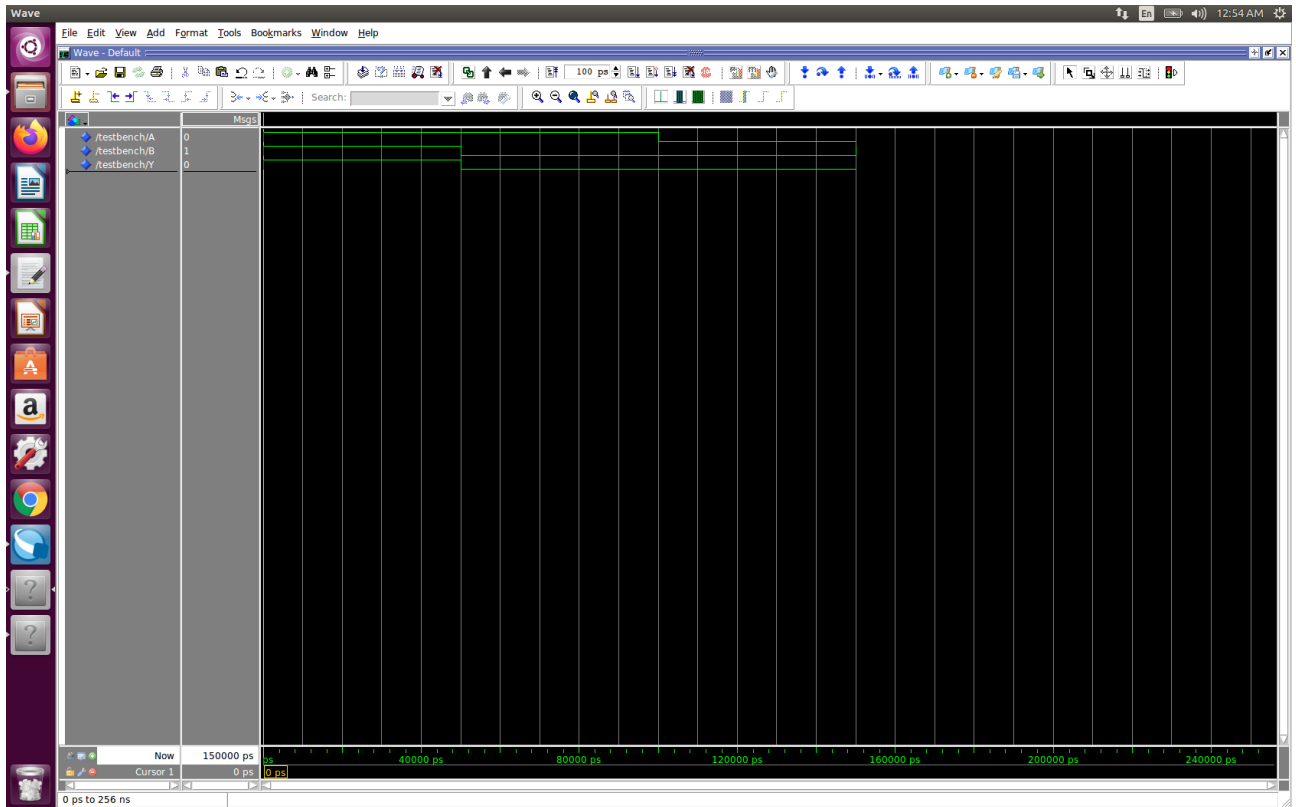 Wave
En
12:54 AM
File Edit View Add Format Tools Bookmarks Window Help
Wave - Default
100 ps
Search:
Msgs
/testbench/A 0
/testbench/B 1
/testbench/Y 0
Now 150000 ps
ps 40000 ps 80000 ps 120000 ps 160000 ps 200000 ps 240000 ps
Cursor 1 0 ps 0 ps
0 ps to 256 ns